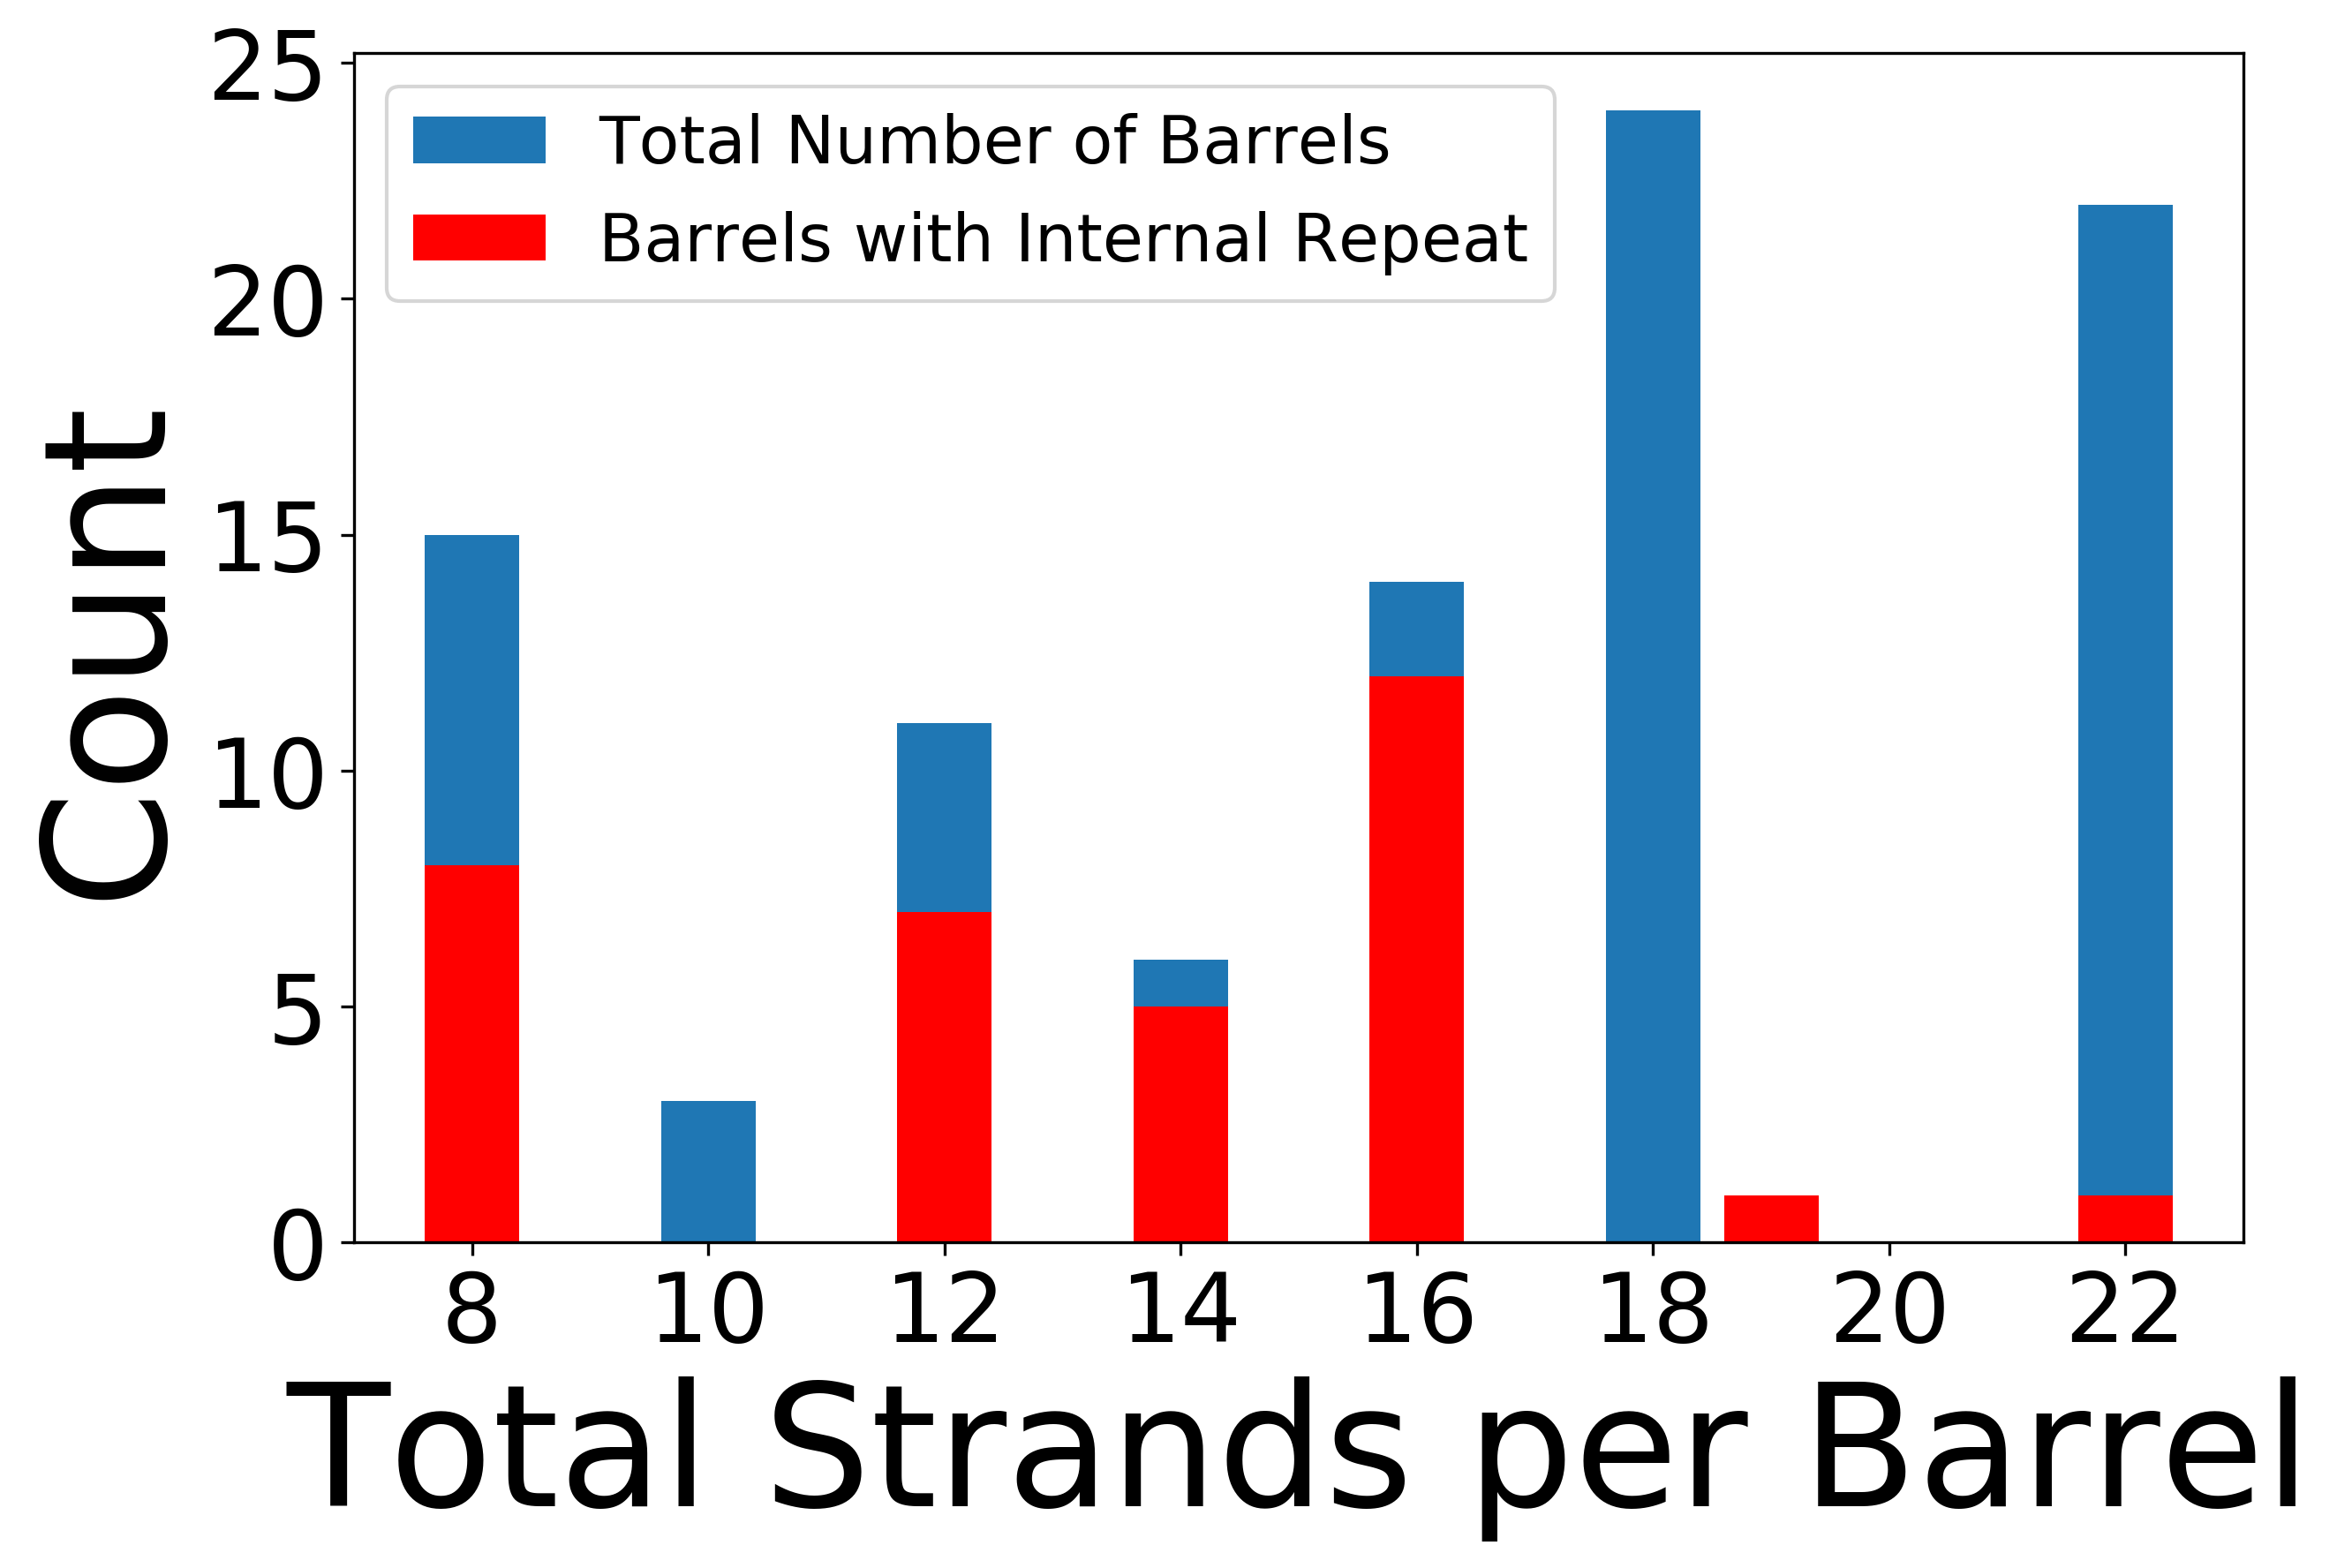 25
20
15
10
5
0
Count
Total Number of Barrels
Barrels with Internal Repeat
8 10 12 14 16 18 20 22
Total Strands per Barrel